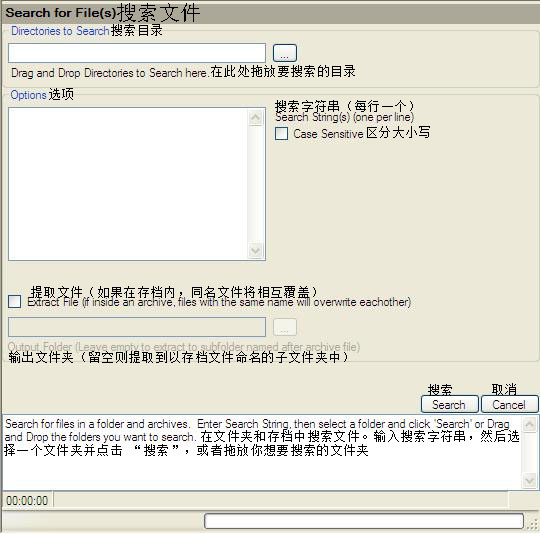 Search for File(s)搜索文件
Directories to Search搜索目录
...
Drag and Drop Directories to Search here.在此处拖放要搜索的目录
Options选项
搜索字符串（每行一个）
Search String(s) (one per line)
Case Sensitive 区分大小写
提取文件（如果在存档内，同名文件将相互覆盖）
Extract File (if inside an archive, files with the same name will overwrite eachother)
...
Output Folder (Leave empty to extract to subfolder named after archive file)
输出文件夹（留空则提取到以存档文件命名的子文件夹中）
搜索 取消
Search Cancel
Search for files in a folder and archives. Enter Search String, then select a folder and click 'Search' or Drag
and Drop the folders you want to search. 在文件夹和存档中搜索文件。输入搜索字符串，然后选
择一个文件夹并点击 “搜索”，或者拖放你想要搜索的文件夹
00:00:00